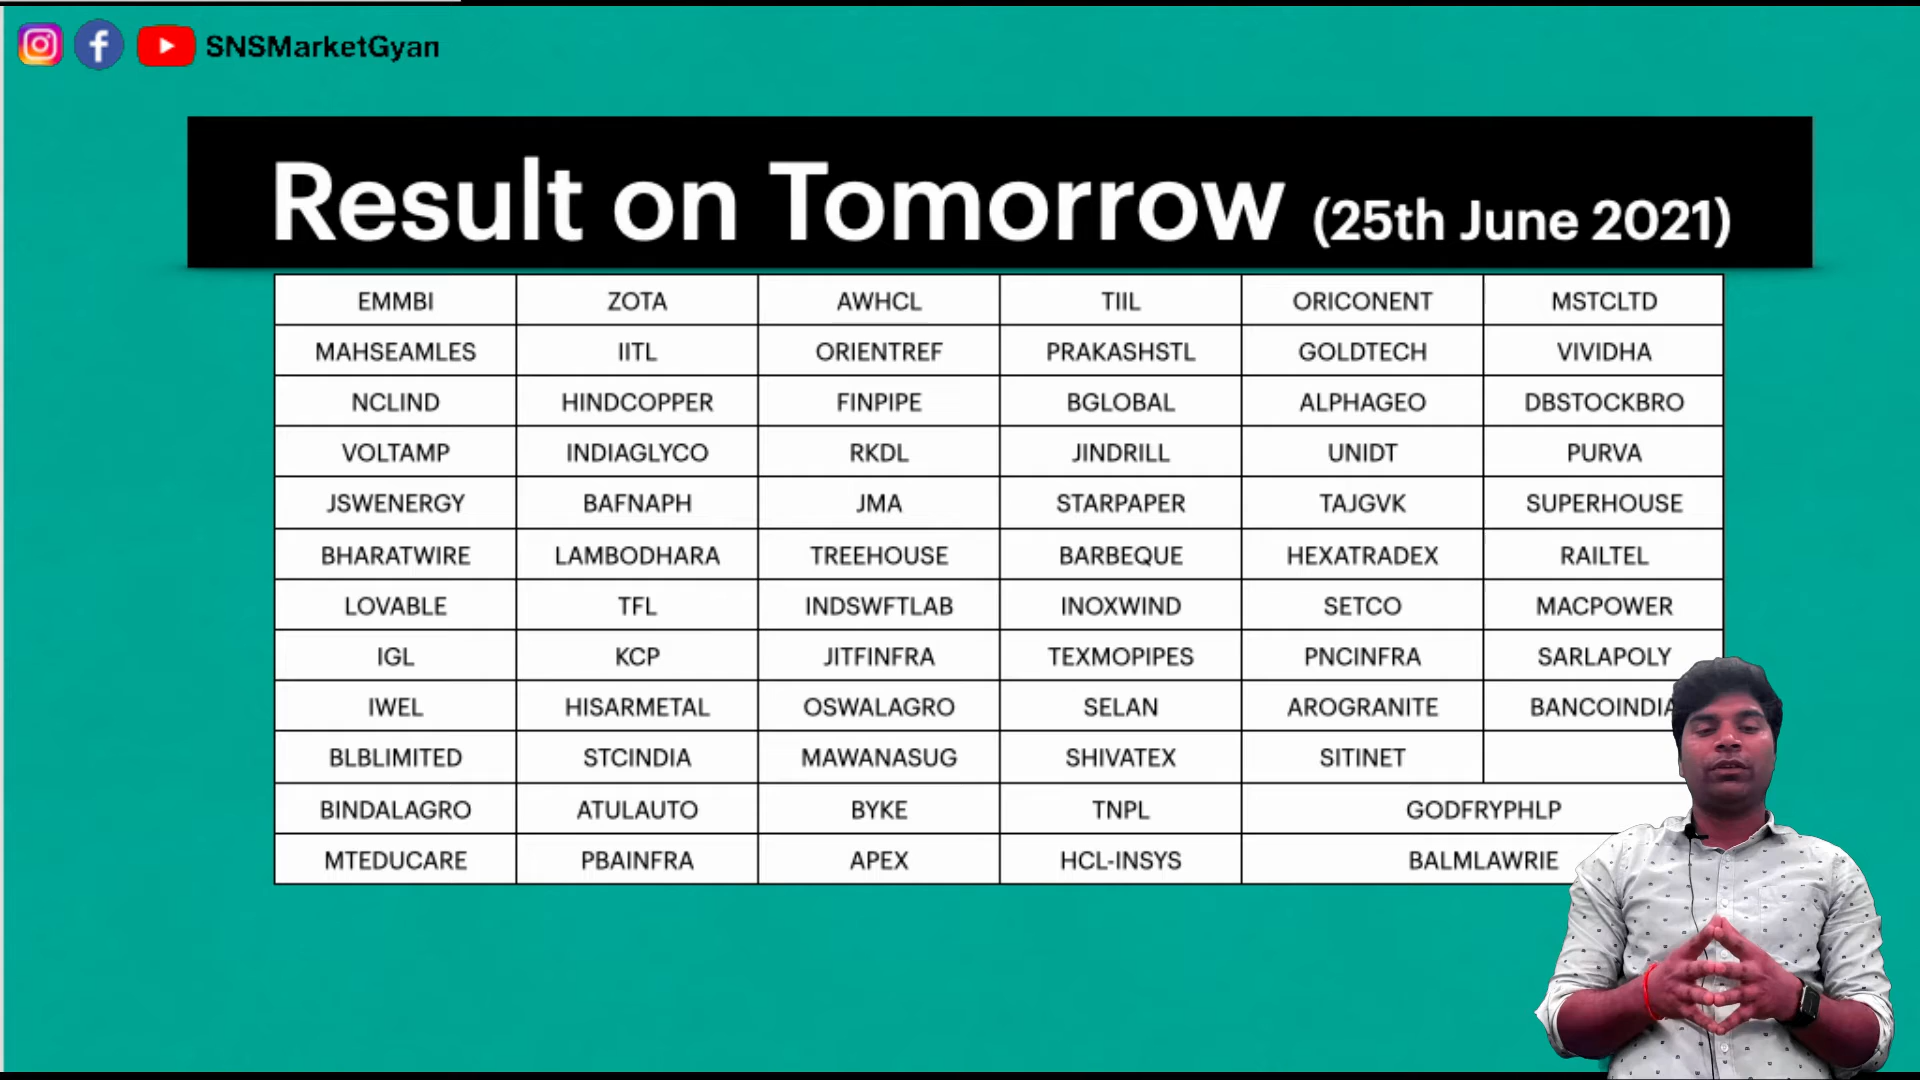 SNSMarketGyan
Result on Tomorrow (25th June 2021)
EMMBI ZOTA AWHCL TIIL ORICONENT MSTCLTD
MAHSEAMLES IITL ORIENTREF PRAKASHSTL GOLDTECH VIVIDHA
NCLIND HINDCOPPER FINPIPE BGLOBAL ALPHAGEO DBSTOCKBRO
VOLTAMP INDIAGLYCO RKDL JINDRILL UNIDT PURVA
JSWENERGY BAFNAPH JMA STARPAPER TAJGVK SUPERHOUSE
BHARATWIRE LAMBODHARA TREEHOUSE BARBEQUE HEXATRADEX RAILTEL
LOVABLE TFL INDSWFTLAB INOXWIND SETCO MACPOWER
IGL KCP JITFINFRA TEXMOPIPES PNCINFRA SARLAPOLY
IWEL HISARMETAL OSWALAGRO SELAN AROGRANITE BANCOINDIA
BLBLIMITED STCINDIA MAWANASUG SHIVATEX SITINET
BINDALAGRO ATULAUTO BYKE TNPL GODFRYPHLP
MTEDUCARE PBAINFRA APEX HCL-INSYS BALMLAWRIE